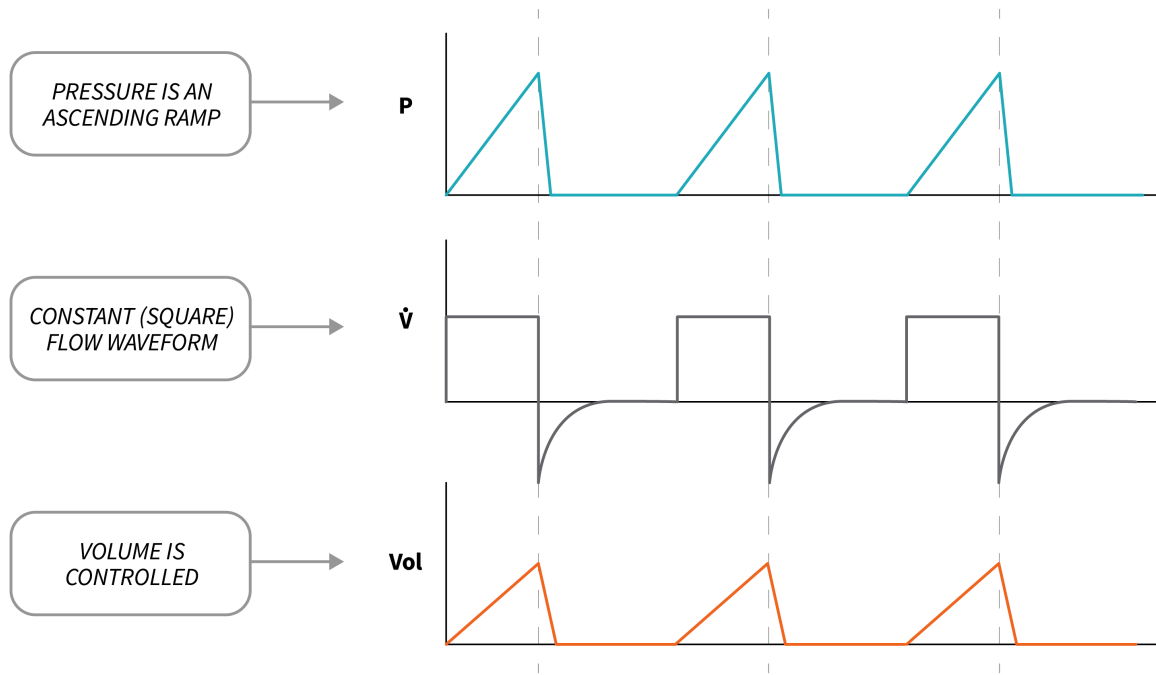 PRESSURE IS AN
ASCENDING RAMP
P
CONSTANT (SQUARE)
FLOW WAVEFORM
V̇
VOLUME IS
CONTROLLED
Vol